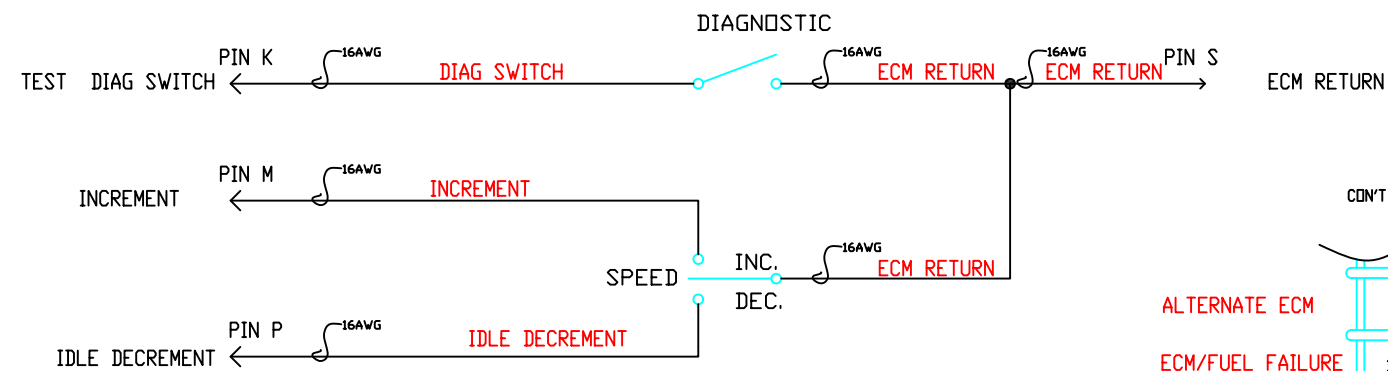 DIAGNOSTIC
PIN K 16AWG 16AWG 16AWG PIN S
TEST DIAG SWITCH DIAG SWITCH ECM RETURN ECM RETURN ECM RETURN
PIN M 16AWG
INCREMENT INCREMENT
CON'T
16AWG
SPEED INC. ECM RETURN
DEC.
ALTERNATE ECM
PIN P 16AWG
IDLE DECREMENT IDLE DECREMENT
ECM/FUEL FAILURE